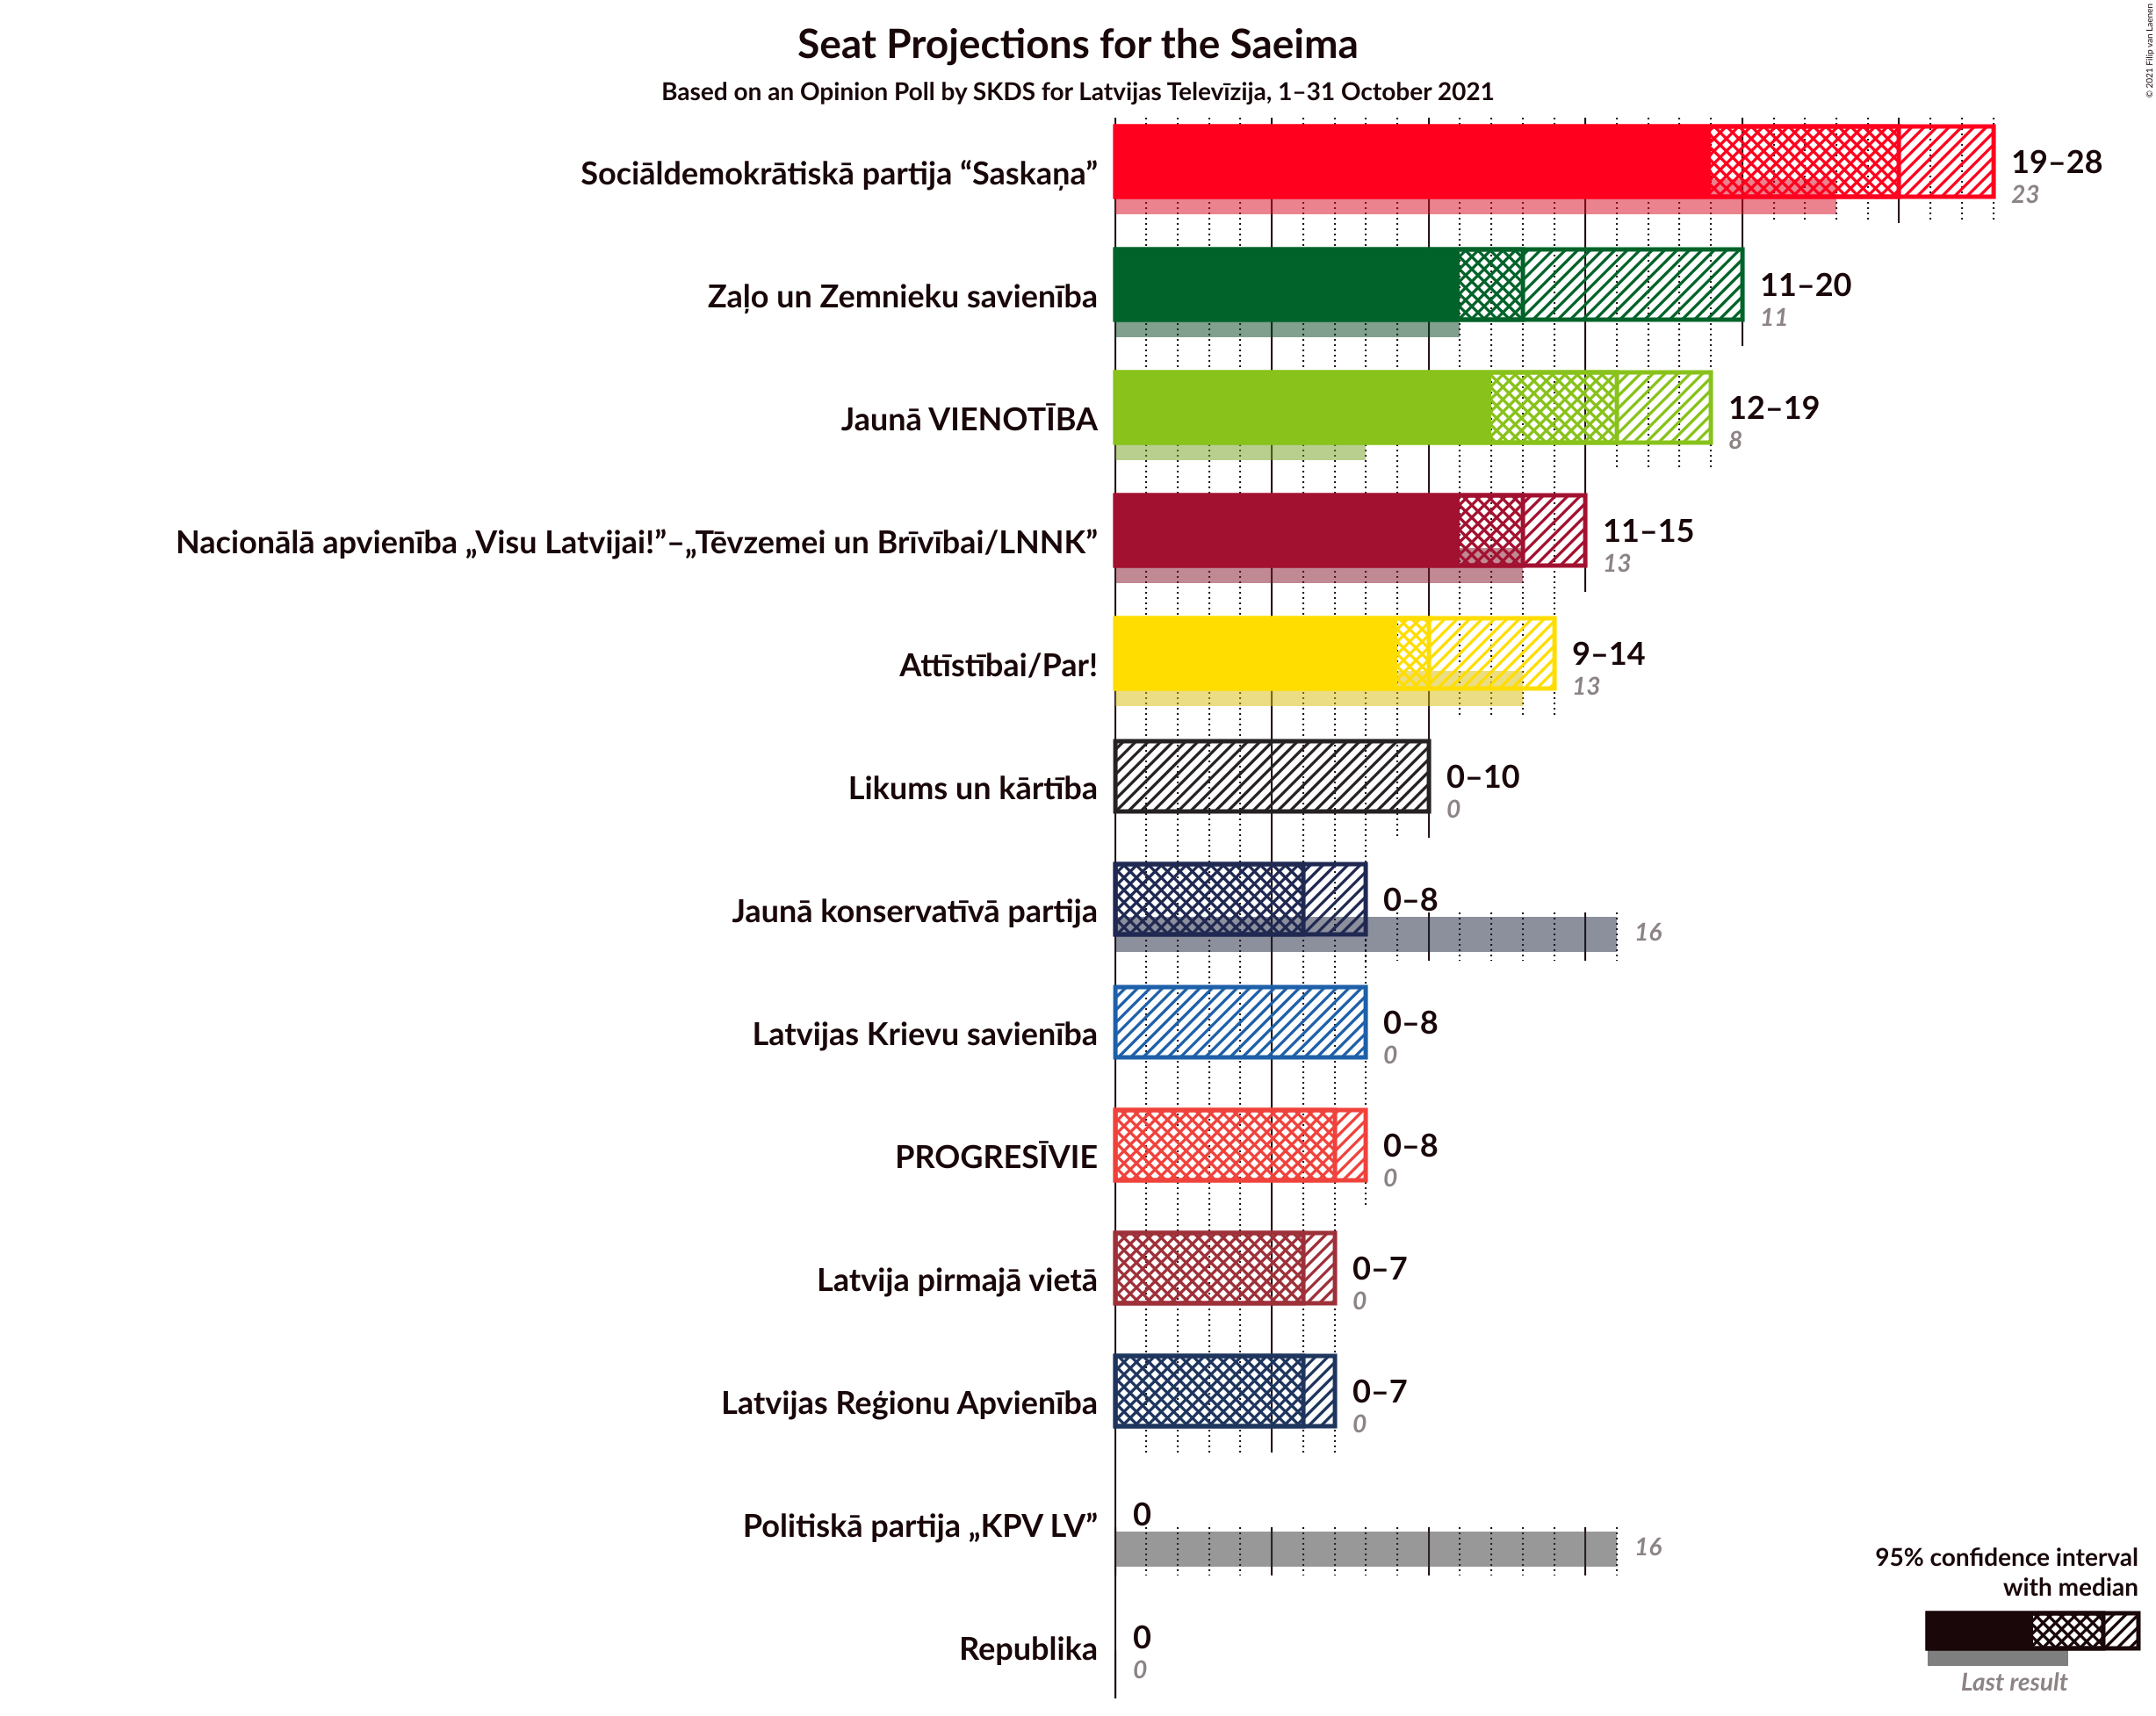 Seat Projections for the Saeima
Based on an Opinion Poll by SKDS for Latvijas Televīzija, 1–31 October 2021
© 2021 Filip van Laenen
Sociāldemokrātiskā partija “Saskaņa”
19–28
23
Zaļo un Zemnieku savienība
11–20
11
Jaunā VIENOTĪBA
12–19
8
Nacionālā apvienība „Visu Latvijai!”–„Tēvzemei un Brīvībai/LNNK”
11–15
13
Attīstībai/Par!
9–14
13
Likums un kārtība
0–10
0
Jaunā konservatīvā partija
0–8
16
Latvijas Krievu savienība
0–8
0
PROGRESĪVIE
0–8
0
Latvija pirmajā vietā
0–7
0
Latvijas Reģionu Apvienība
0–7
0
Politiskā partija „KPV LV”
0
16
Republika
0
0
95% confidence interval
with median
Last result